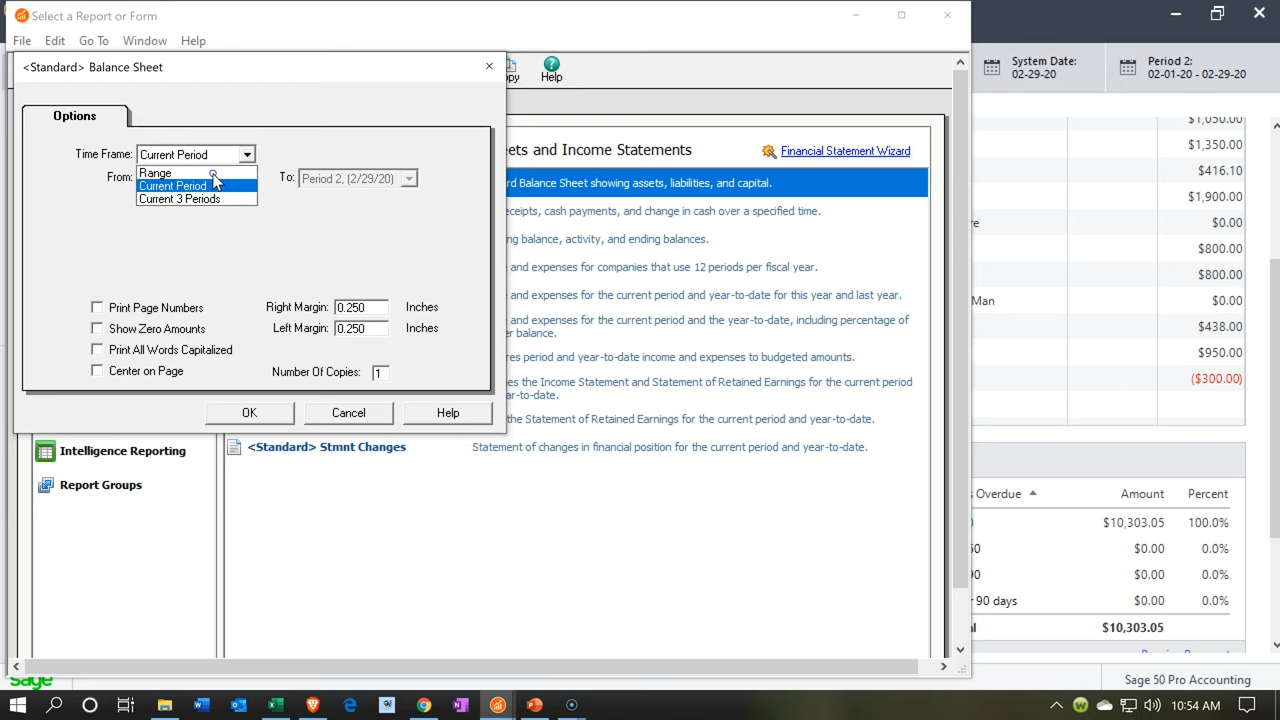 Select a Report or Form
File Edit Go To Window Help
<Standard> Balance Sheet
Options
Time Frame: Current Period
Range
Current Period
Current 3 Periods
From:
To: Period 2, (2/29/20)
Print Page Numbers
Show Zero Amounts
Print All Words Capitalized
Center on Page
Right Margin: 0.250 Inches
Left Margin: 0.250 Inches
Number Of Copies: 1
OK Cancel Help
Help
Financial Statement Wizard
and Income Statements
Balance Sheet showing assets, liabilities, and capital.
cash payments, and change in cash over a specified time.
balance, activity, and ending balances.
and expenses for companies that use 12 periods per fiscal year.
and expenses for the current period and year-to-date for this year and last year.
and expenses for the current period and the year-to-date, including percentage of
balance.
period and year-to-date income and expenses to budgeted amounts.
the Income Statement and Statement of Retained Earnings for the current period
the Statement of Retained Earnings for the current period and year-to-date.
<Standard> Stmnt Changes Statement of changes in financial position for the current period and year-to-date.
Intelligence Reporting
Report Groups
System Date:
02-29-20
Period 2:
02-01-20 - 02-29-20
$1,050.00
$1,350.00
$416.10
$1,900.00
$0.00
$800.00
$800.00
Man $0.00
$438.00
$950.00
($300.00)
Overdue Amount Percent
$10,303.05 100.0%
$0.00 0.0%
$0.00 0.0%
90 days $0.00 0.0%
$10,303.05
sage
Sage 50 Pro Accounting
10:54 AM